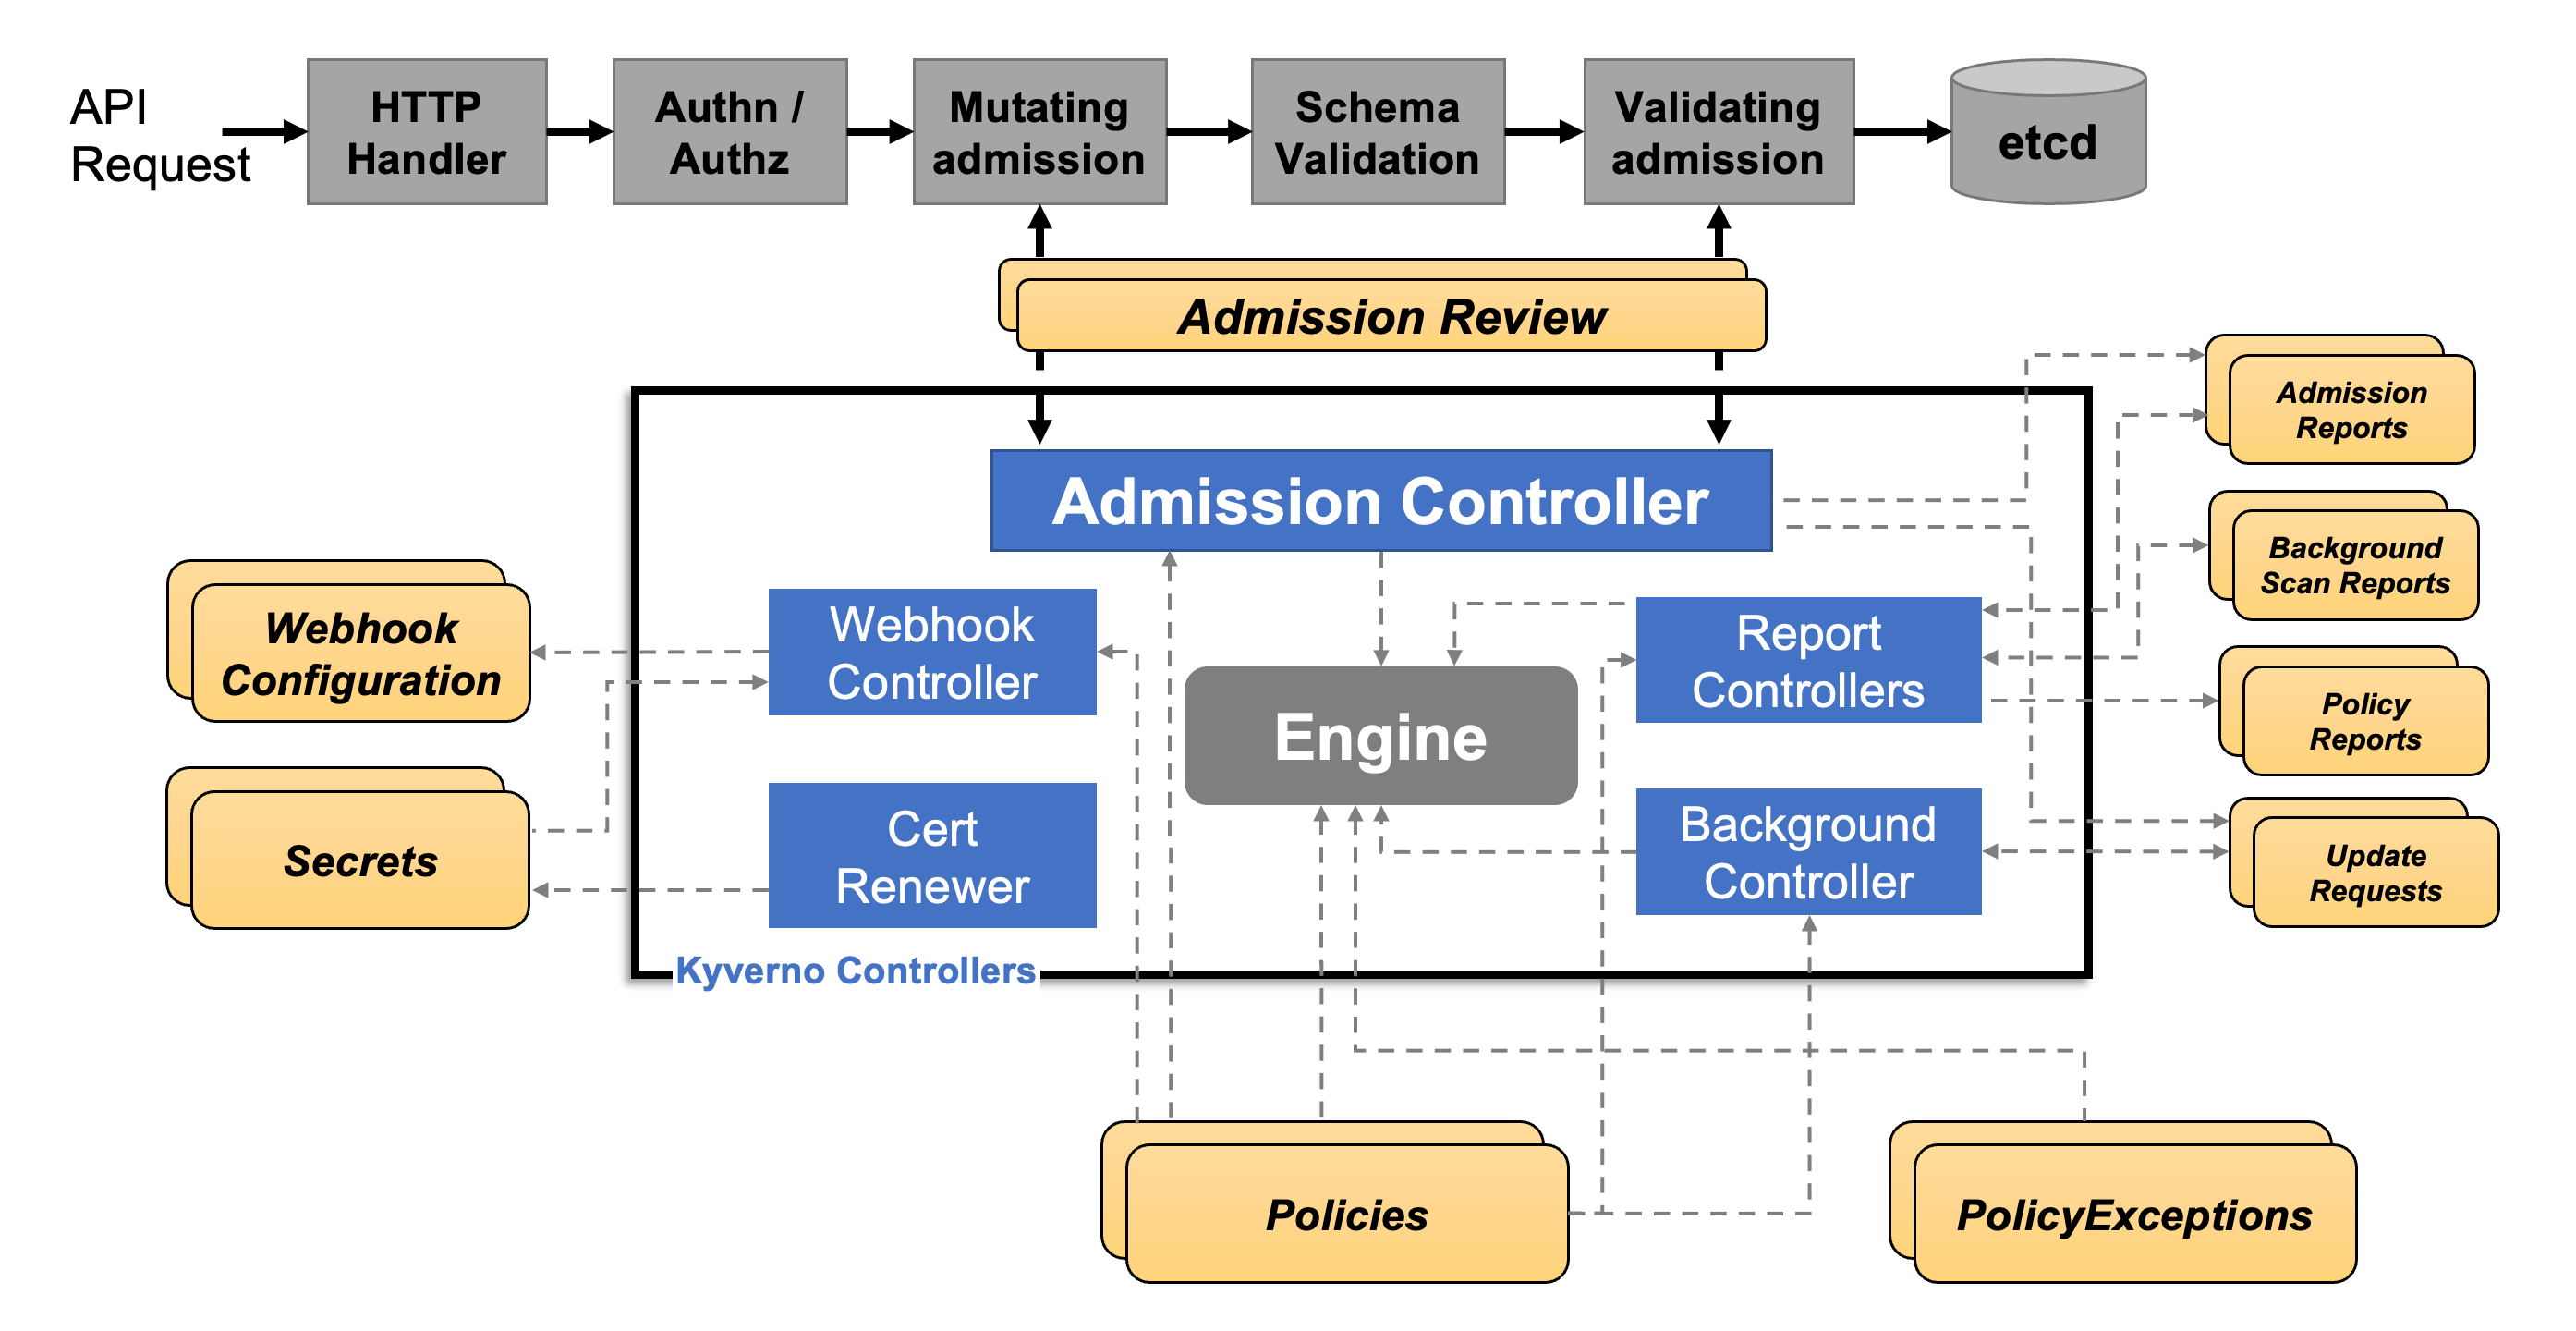 API
Request
HTTP
Handler
Authn /
Authz
Mutating
admission
Schema
Validation
Validating
admission
etcd
Admission Review
Admission
Reports
Admission Controller
Background
Scan Reports
Webhook
Configuration
Webhook
Controller
Report
Controllers
Engine
Policy
Reports
Secrets
Cert
Renewer
Background
Controller
Update
Requests
Kyverno Controllers
Policies
PolicyExceptions